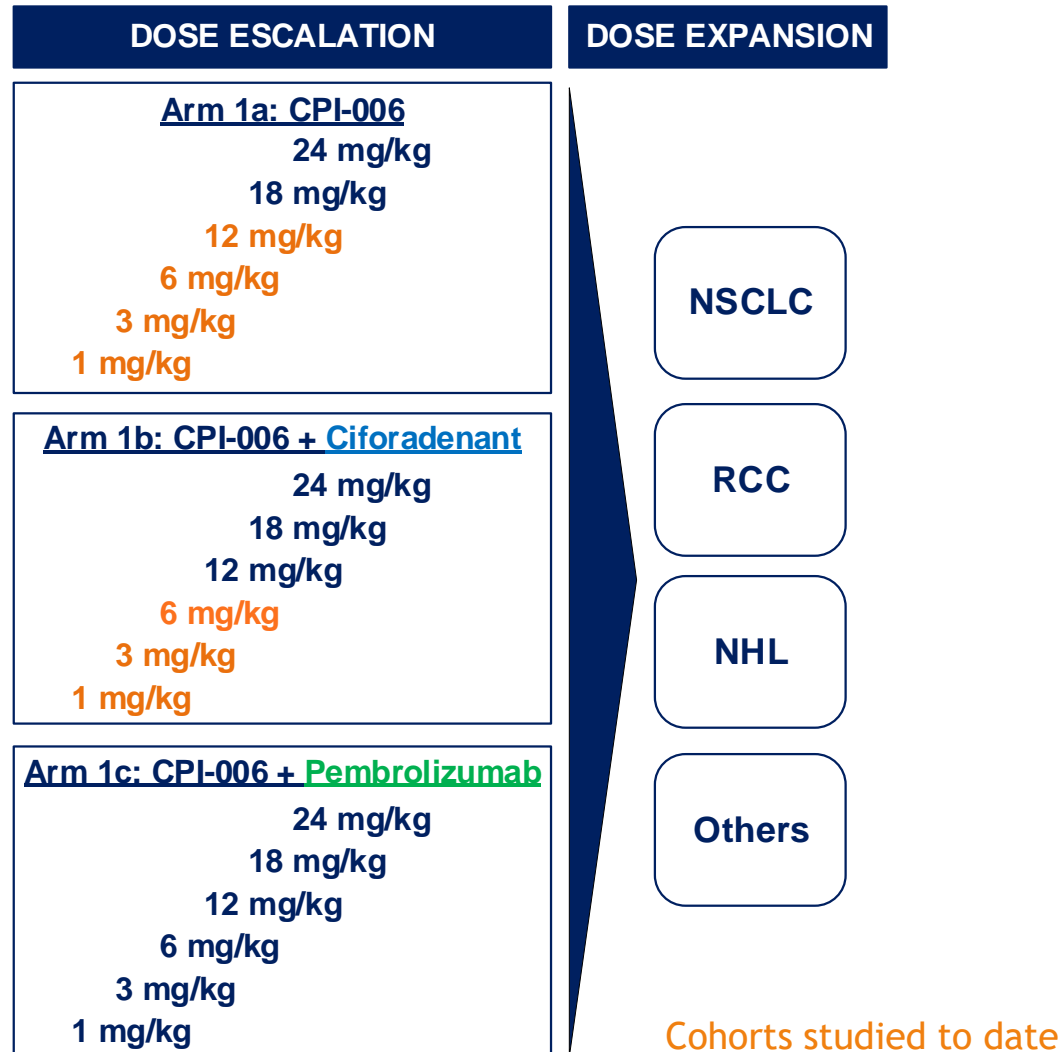 DOSE ESCALATION
Arm 1a: CPI-006
24 mg/kg
18 mg/kg
12 mg/kg
6 mg/kg
3 mg/kg
1 mg/kg
Arm 1b: CPI-006 + Ciforadenant
24 mg/kg
18 mg/kg
12 mg/kg
6 mg/kg
3 mg/kg
1 mg/kg
Arm 1c: CPI-006 + Pembrolizumab
24 mg/kg
18 mg/kg
12 mg/kg
6 mg/kg
3 mg/kg
1 mg/kg
DOSE EXPANSION
NSCLC
RCC
NHL
Others
Cohorts studied to date